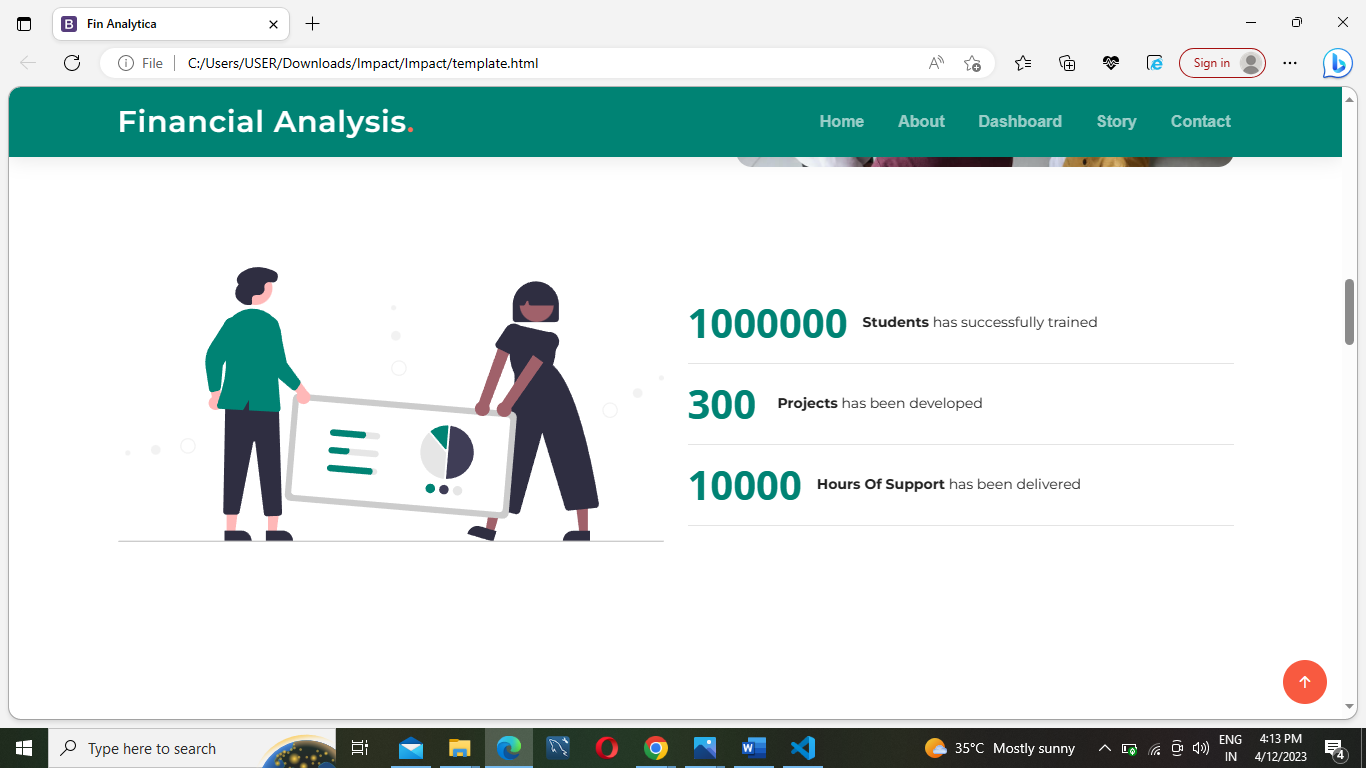 Fin Analytica
File
C:/Users/USER/Downloads/Impact/Impact/template.html
Sign in
Financial Analysis.
Home About Dashboard Story Contact
1000000 Students has successfully trained
300 Projects has been developed
10000 Hours Of Support has been delivered
Type here to search
35°C Mostly sunny
ENG
IN
4:13 PM
4/12/2023
4